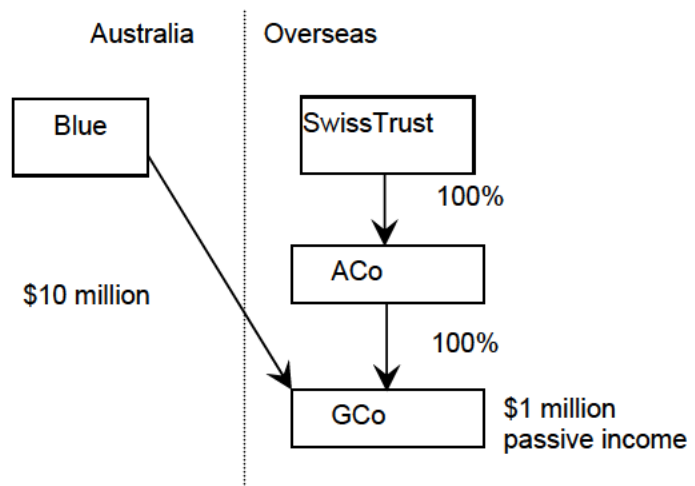 Australia
Overseas
Blue
SwissTrust
100%
ACo
$10 million
100%
GCo
$1 million
passive income